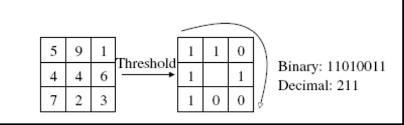 5 9 1
4 4 6
7 2 3
Threshold
1 1 0
1 1
1 0 0
Binary: 11010011
Decimal: 211